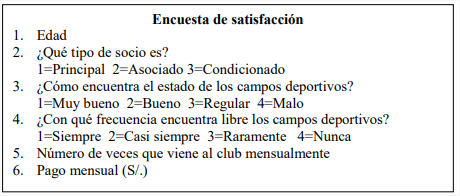 Encuesta de satisfacción
1. Edad
2. ¿Qué tipo de socio es?
1=Principal 2=Asociado 3=Condicionado
3. ¿Cómo encuentra el estado de los campos deportivos?
1=Muy bueno 2=Bueno 3=Regular 4=Malo
4. ¿Con qué frecuencia encuentra libre los campos deportivos?
1=Siempre 2=Casi siempre 3=Raramente 4=Nunca
5. Número de veces que viene al club mensualmente
6. Pago mensual (S/.)